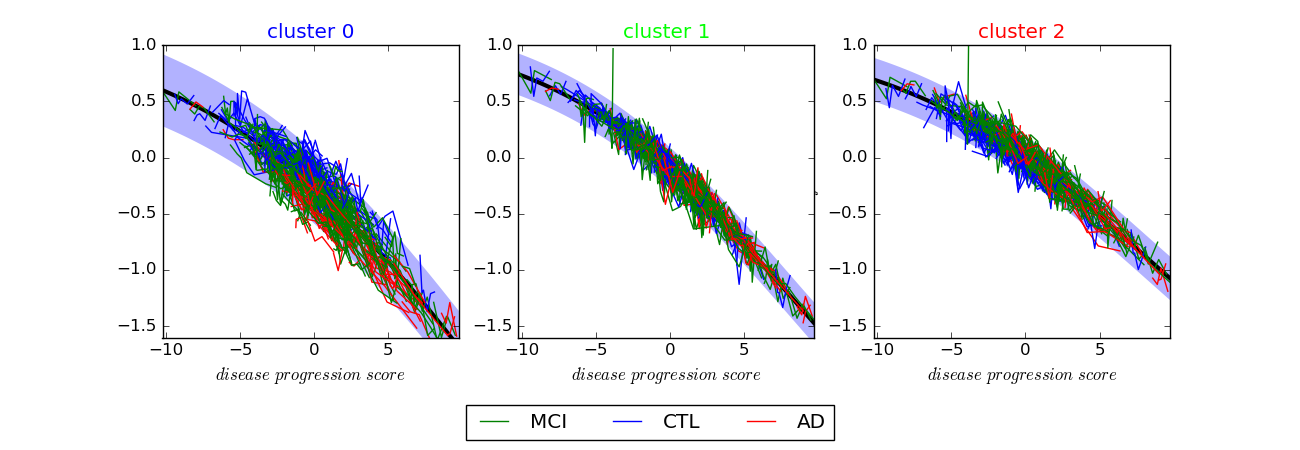 cluster 0 cluster 1 cluster 2
1.0 1.0 1.0
0.5 0.5 0.5
0.0 0.0 0.0
−0.5 −0.5 −0.5
−1.0 −1.0 −1.0
−1.5 −1.5 −1.5
−10 −5 0 5 −10 −5 0 5 −10 −5 0 5
disease progression score disease progression score disease progression score
MCI CTL AD